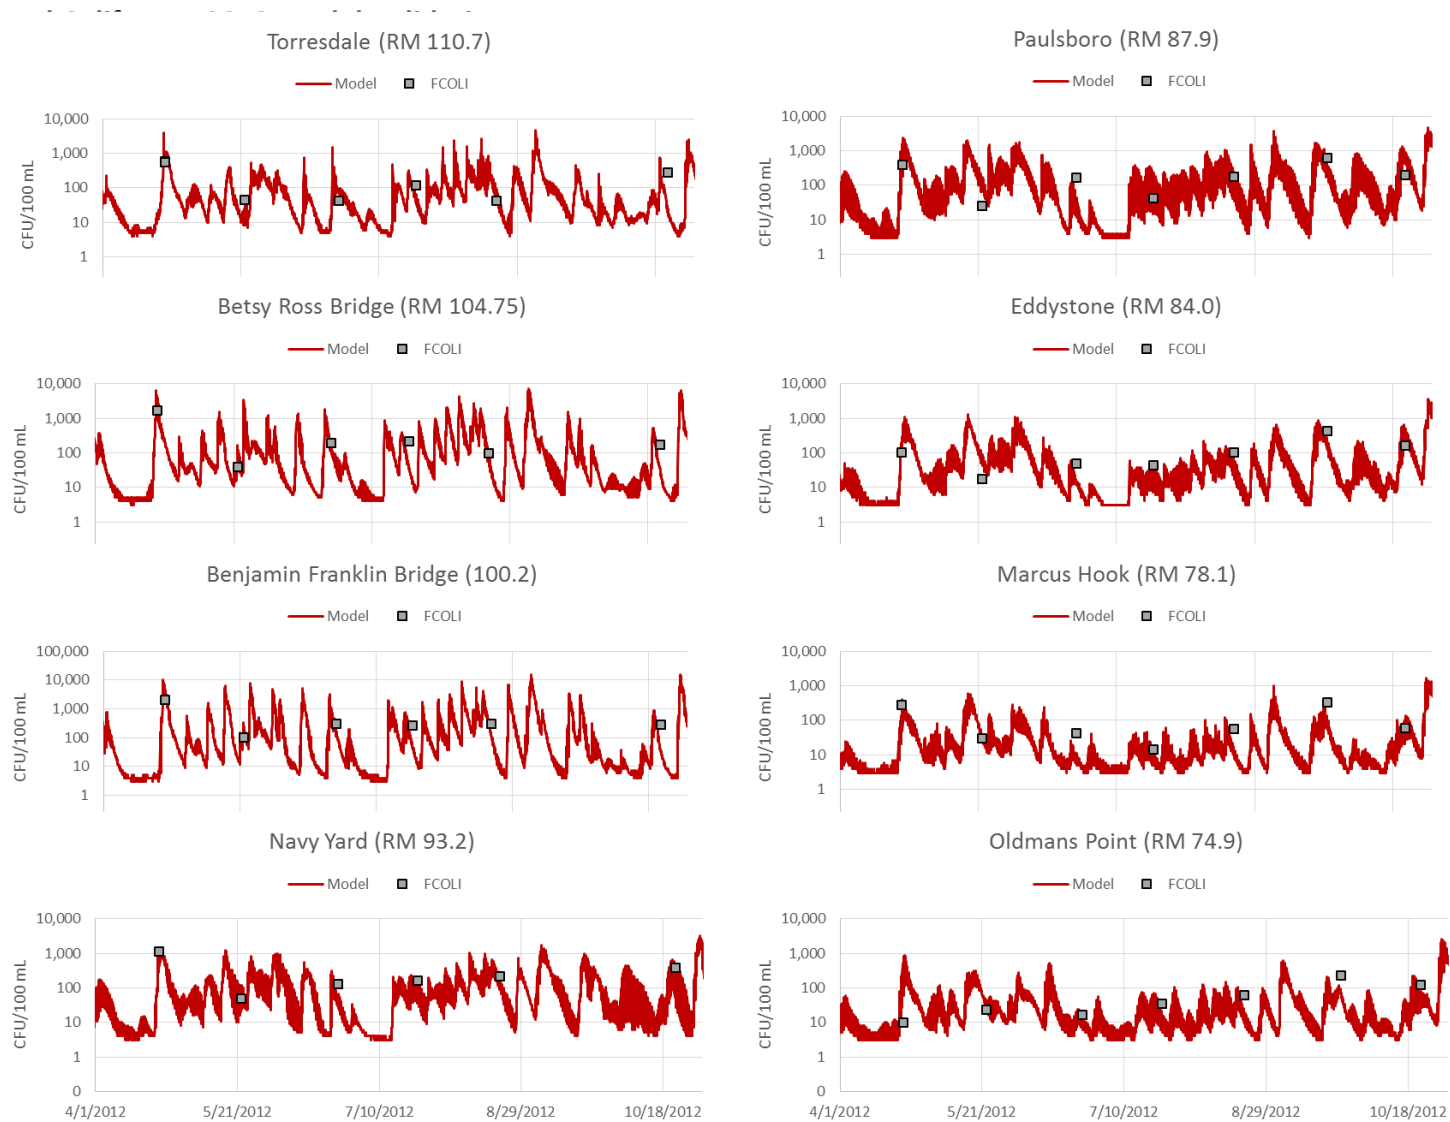 Torresdale (RM 110.7)
Model FCOLI
10,000
1,000
100
10
1
CFU/100 mL
Betsy Ross Bridge (RM 104.75)
Model FCOLI
10,000
1,000
100
10
1
CFU/100 mL
Benjamin Franklin Bridge (100.2)
Model FCOLI
100,000
10,000
1,000
100
10
1
CFU/100 mL
Navy Yard (RM 93.2)
Model FCOLI
10,000
1,000
100
10
1
0
CFU/100 mL
4/1/2012 5/21/2012 7/10/2012 8/29/2012 10/18/2012
Paulsboro (RM 87.9)
Model FCOLI
10,000
1,000
100
10
1
CFU/100 mL
Eddystone (RM 84.0)
Model FCOLI
10,000
1,000
100
10
1
CFU/100 mL
Marcus Hook (RM 78.1)
Model FCOLI
10,000
1,000
100
10
1
CFU/100 mL
Oldmans Point (RM 74.9)
Model FCOLI
10,000
1,000
100
10
1
0
CFU/100 mL
4/1/2012 5/21/2012 7/10/2012 8/29/2012 10/18/2012